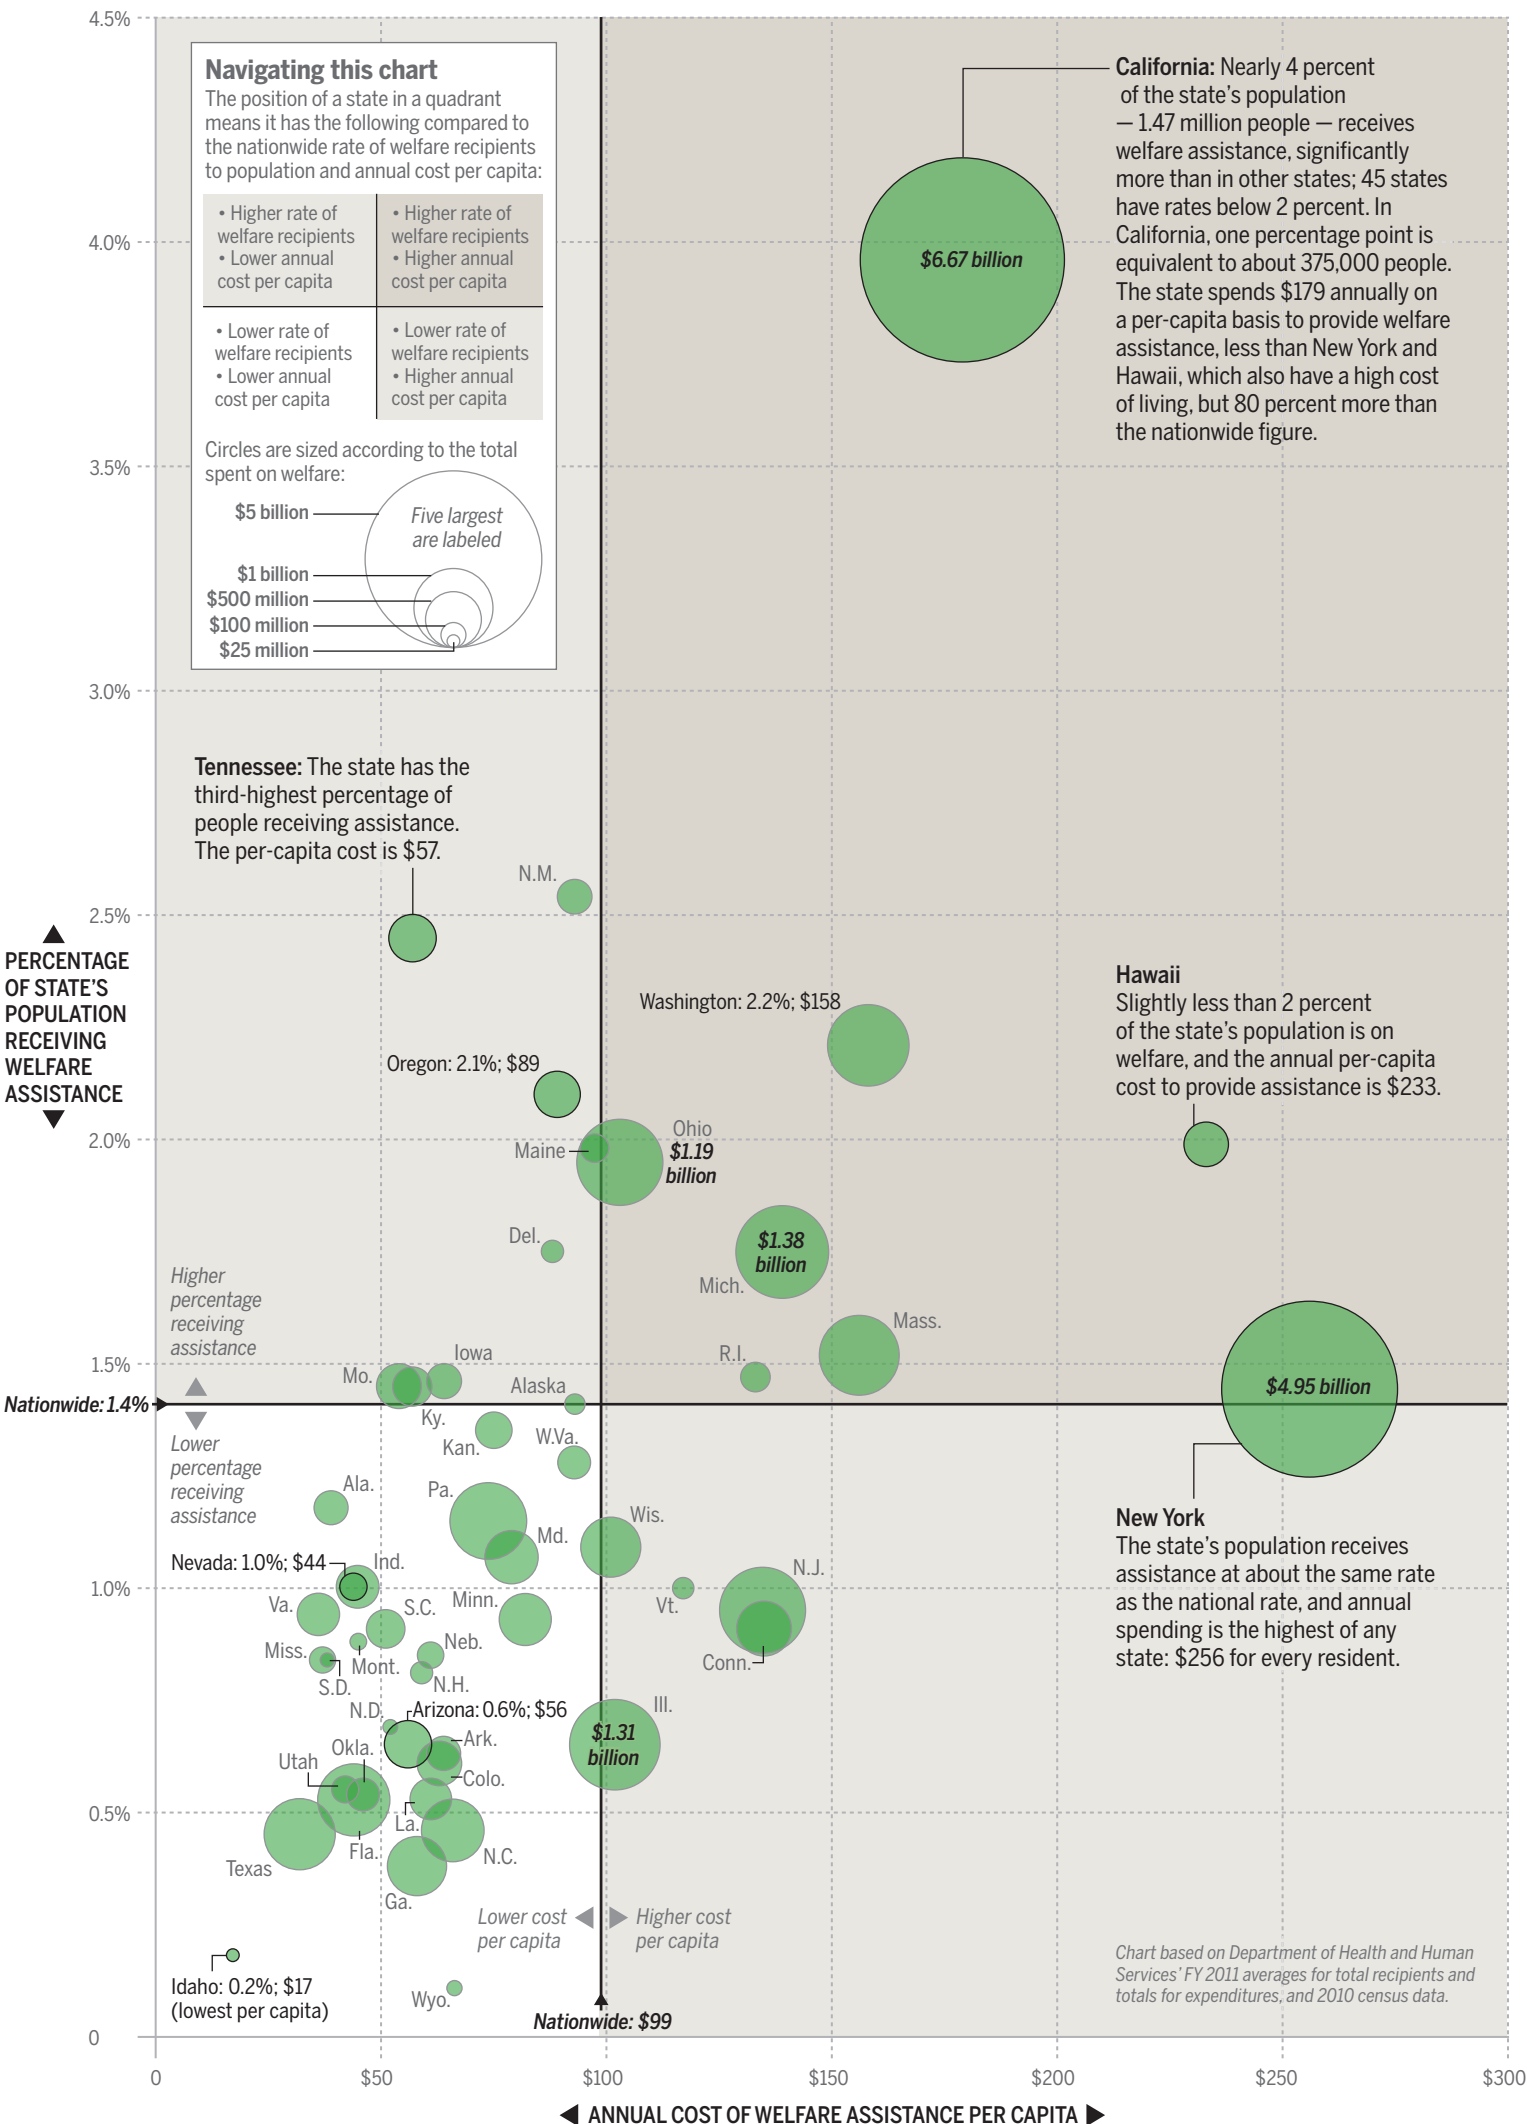 4.5%
4.0%
3.5%
3.0%
2.5%
2.0%
1.5%
1.0%
0.5%
0
Navigating this chart
The position of a state in a quadrant
means it has the following compared to
the nationwide rate of welfare recipients
to population and annual cost per capita:
• Higher rate of
welfare recipients
• Lower annual
cost per capita
• Higher rate of
welfare recipients
• Higher annual
cost per capita
• Lower rate of
welfare recipients
• Lower annual
cost per capita
• Lower rate of
welfare recipients
• Higher annual
cost per capita
Circles are sized according to the total
spent on welfare:
$5 billion
Five largest
are labeled
$1 billion
$500 million
$100 million
$25 million
California: Nearly 4 percent
of the state's population
— 1.47 million people — receives
welfare assistance, significantly
more than in other states; 45 states
have rates below 2 percent. In
California, one percentage point is
equivalent to about 375,000 people.
The state spends $179 annually on
a per-capita basis to provide welfare
assistance, less than New York and
Hawaii, which also have a high cost
of living, but 80 percent more than
the nationwide figure.
$6.67 billion
Tennessee: The state has the
third-highest percentage of
people receiving assistance.
The per-capita cost is $57.
N.M.
PERCENTAGE
OF STATE'S
POPULATION
RECEIVING
WELFARE
ASSISTANCE
Washington: 2.2%; $158
Hawaii
Slightly less than 2 percent
of the state's population is on
welfare, and the annual per-capita
cost to provide assistance is $233.
Oregon: 2.1%; $89
Maine
Ohio
$1.19
billion
Del.
$1.38
billion
Mich.
Higher
percentage
receiving
assistance
Mass.
R.I.
Iowa
Mo.
Alaska
Ky.
$4.95 billion
Nationwide: 1.4%
Lower
percentage
receiving
assistance
Kan.
W.Va.
Ala.
Pa.
Md.
Wis.
New York
The state's population receives
assistance at about the same rate
as the national rate, and annual
spending is the highest of any
state: $256 for every resident.
Nevada: 1.0%; $44
Ind.
N.J.
Vt.
Va.
S.C.
Minn.
Miss.
Mont.
Neb.
S.D.
N.H.
Conn.
N.D.
Arizona: 0.6%; $56
Ill.
$1.31
billion
Ark.
Okla.
Utah
Colo.
La.
Fla.
N.C.
Texas
Ga.
Lower cost
per capita
Higher cost
per capita
Idaho: 0.2%; $17
(lowest per capita)
Wyo.
Nationwide: $99
Chart based on Department of Health and Human
Services' FY 2011 averages for total recipients and
totals for expenditures, and 2010 census data.
0
$50
$100
$150
$200
$250
$300
ANNUAL COST OF WELFARE ASSISTANCE PER CAPITA